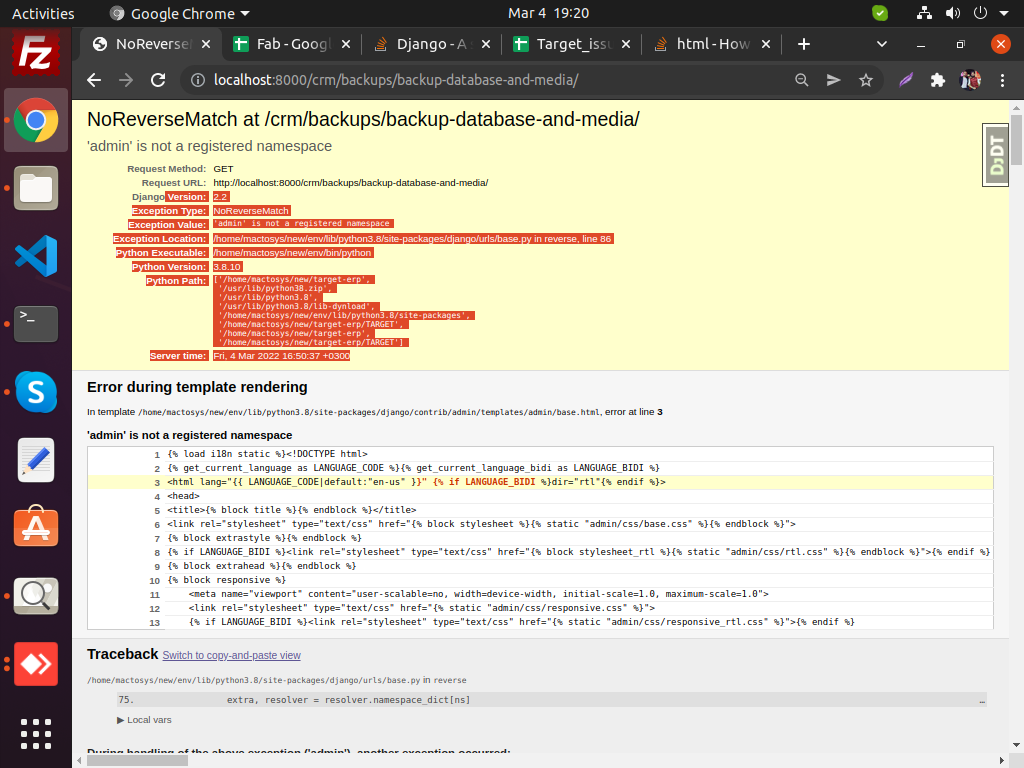 Activities
Google Chrome
Mar 4 19:20
NoReverse
Fab - Goog
Django - A
Target_iss
html - How
localhost:8000/crm/backups/backup-database-and-media/
NoReverseMatch at /crm/backups/backup-database-and-media/
'admin' is not a registered namespace
Request Method: GET
Request URL: http://localhost:8000/crm/backups/backup-database-and-media/
Django Version: 2.2
Exception Type: NoReverseMatch
Exception Value: 'admin' is not a registered namespace
Exception Location: /home/mactosys/new/env/lib/python3.8/site-packages/django/urls/base.py in reverse, line 86
Python Executable: /home/mactosys/new/env/bin/python
Python Version: 3.8.10
Python Path: ['/home/mactosys/new/target-erp',
'/usr/lib/python38.zip',
'/usr/lib/python3.8',
'/usr/lib/python3.8/lib-dynload',
'/home/mactosys/new/env/lib/python3.8/site-packages',
'/home/mactosys/new/target-erp/TARGET',
'/home/mactosys/new/target-erp',
'/home/mactosys/new/target-erp/TARGET']
Server time: Fri, 4 Mar 2022 16:50:37 +0300
DJDT
Error during template rendering
In template /home/mactosys/new/env/lib/python3.8/site-packages/django/contrib/admin/templates/admin/base.html, error at line 3
'admin' is not a registered namespace
1 {% load i18n static %}<!DOCTYPE html>
2 {% get_current_language as LANGUAGE_CODE %}{% get_current_language_bidi as LANGUAGE_BIDI %}
3 <html lang="{{ LANGUAGE_CODE|default:"en-us" }}" {% if LANGUAGE_BIDI %}dir="rtl"{% endif %}>
4 <head>
5 <title>{% block title %}{% endblock %}</title>
6 <link rel="stylesheet" type="text/css" href="{% block stylesheet %}{% static "admin/css/base.css" %}{% endblock %}">
7 {% block extrastyle %}{% endblock %}
8 {% if LANGUAGE_BIDI %}<link rel="stylesheet" type="text/css" href="{% block stylesheet_rtl %}{% static "admin/css/rtl.css" %}{% endblock %}">{% endif %}
9 {% block extrahead %}{% endblock %}
10 {% block responsive %}
11 <meta name="viewport" content="user-scalable=no, width=device-width, initial-scale=1.0, maximum-scale=1.0">
12 <link rel="stylesheet" type="text/css" href="{% static "admin/css/responsive.css" %}">
13 {% if LANGUAGE_BIDI %}<link rel="stylesheet" type="text/css" href="{% static "admin/css/responsive_rtl.css" %}">{% endif %}
Traceback Switch to copy-and-paste view
/home/mactosys/new/env/lib/python3.8/site-packages/django/urls/base.py in reverse
75. extra, resolver = resolver.namespace_dict[ns] …
▶ Local vars
During handling of the above exception ('admin'), another exception occurred: